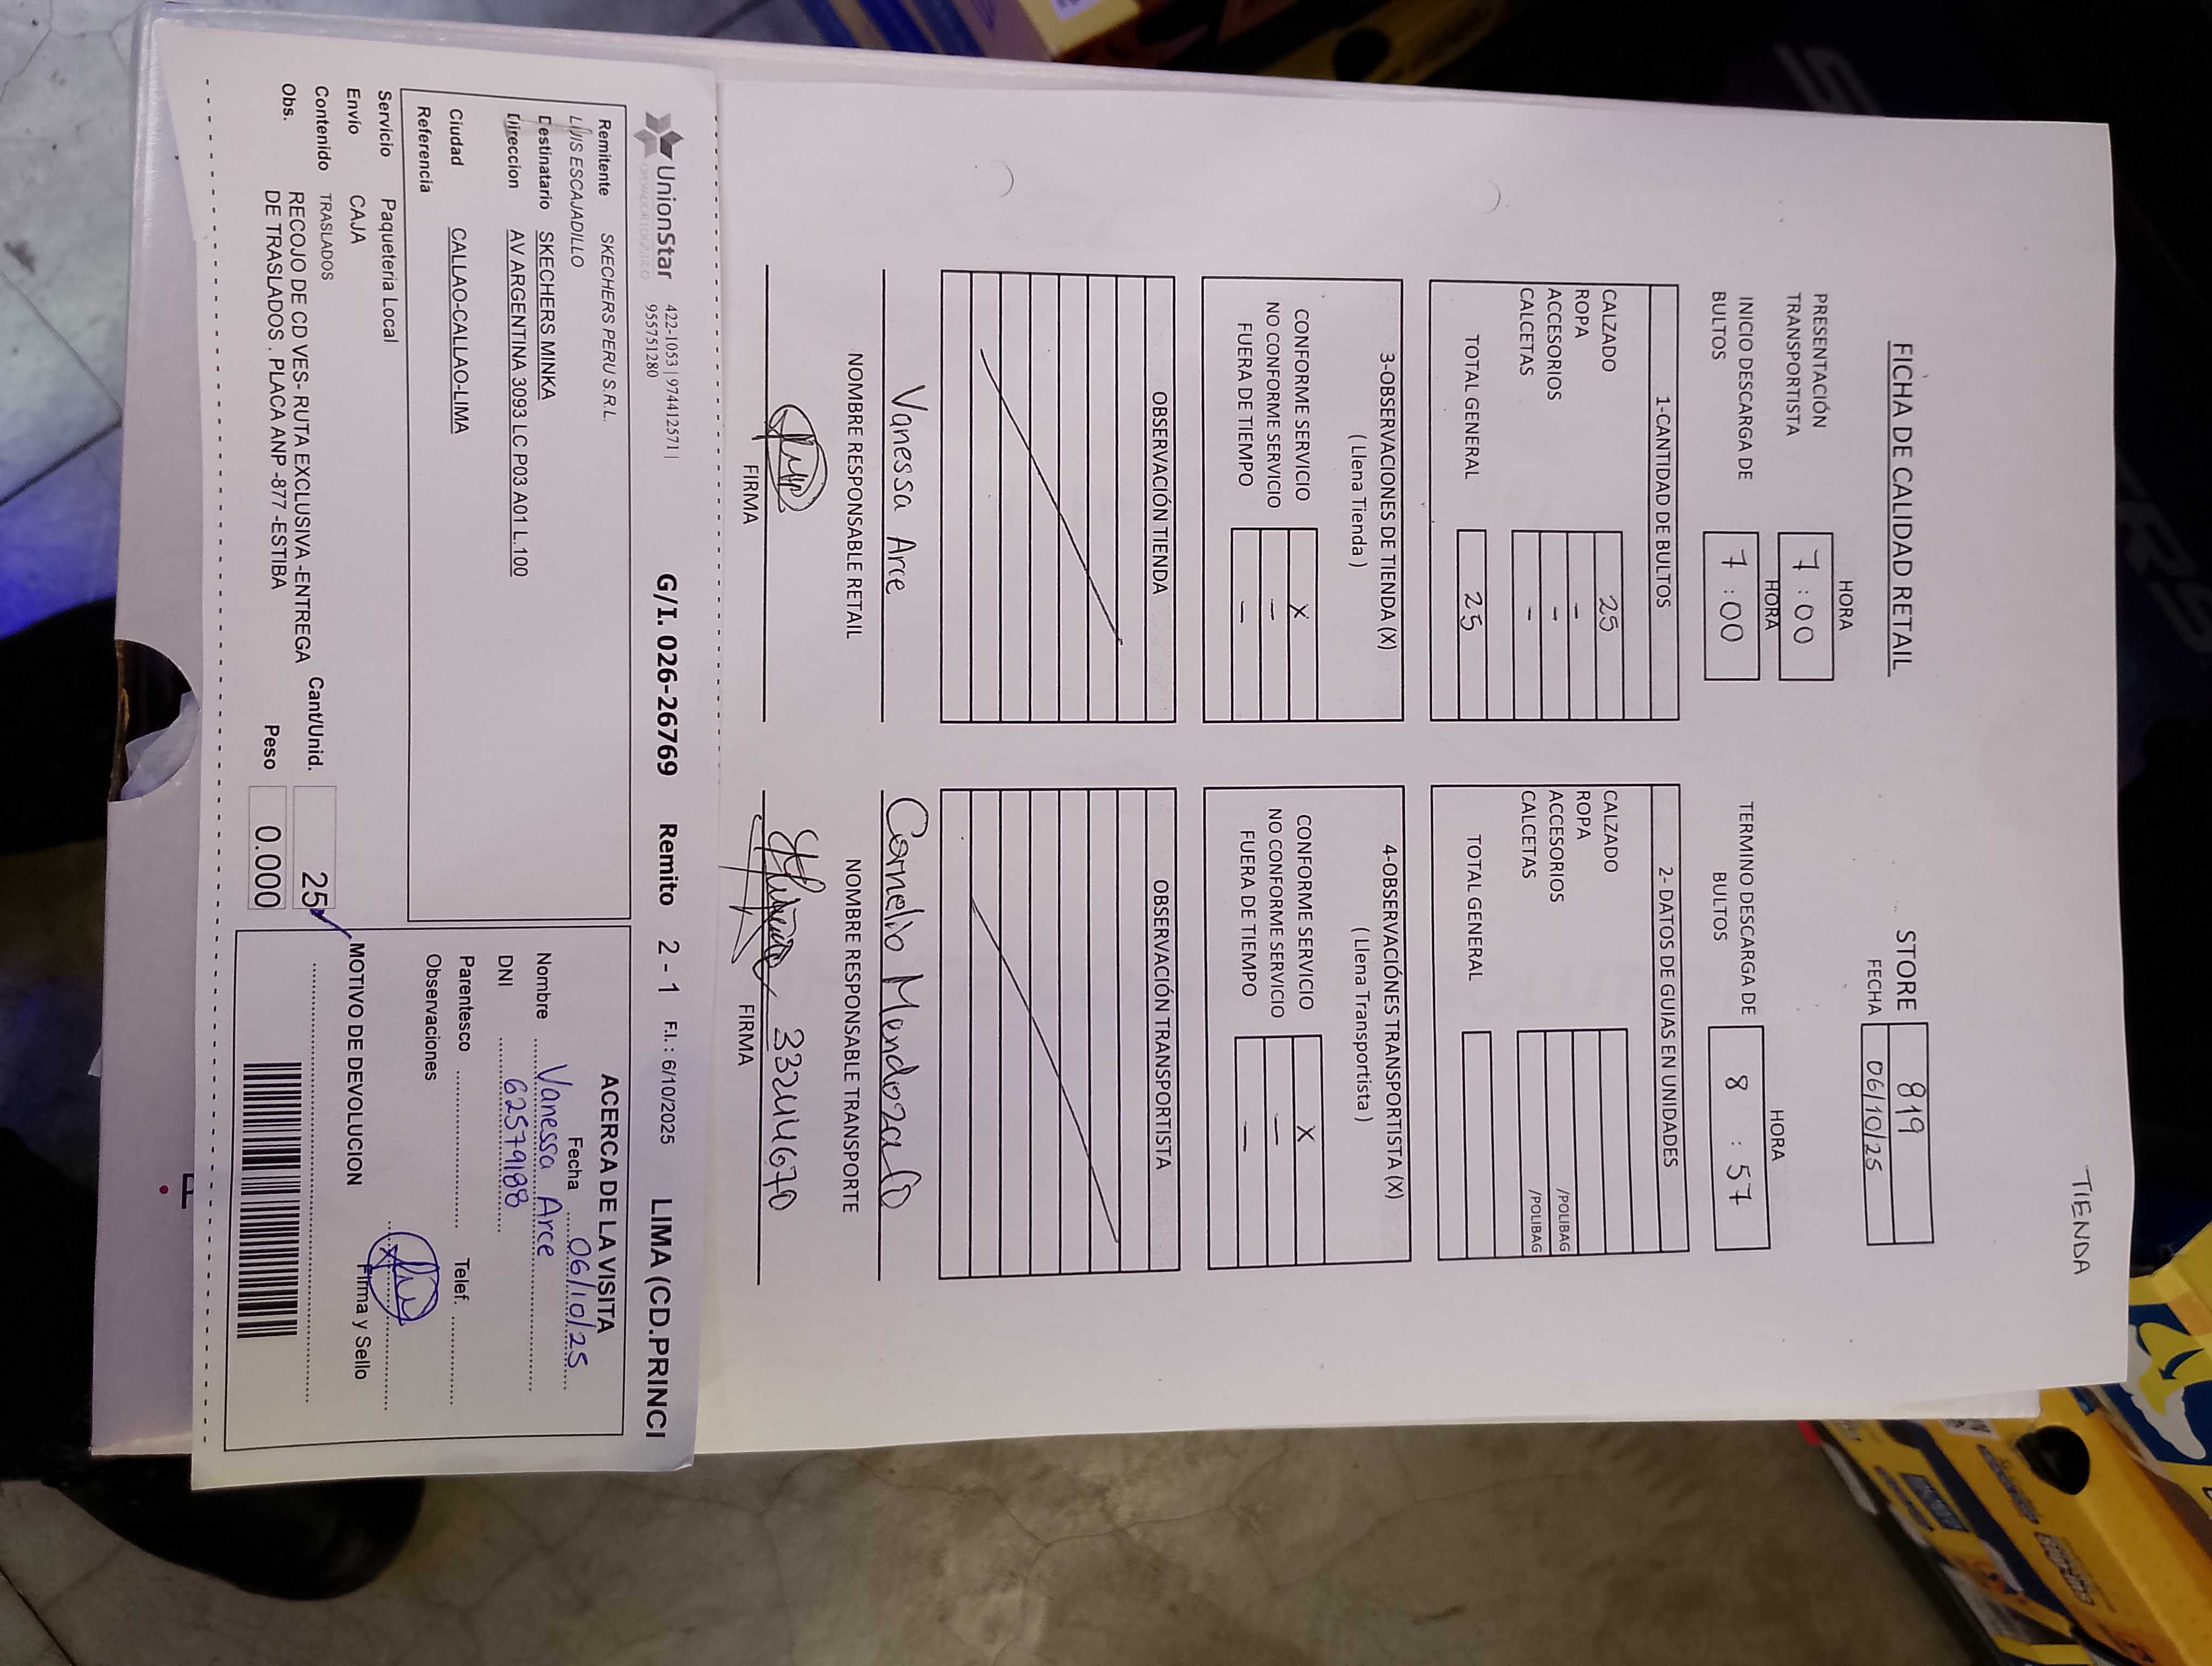 TIENDA
FICHA DE CALIDAD RETAIL
STORE 819
FECHA 06/10/25
HORA
PRESENTACIÓN TRANSPORTISTA 7:00
HORA
INICIO DESCARGA DE BULTOS 7:00
HORA
TERMINO DESCARGA DE BULTOS 8:57
1-CANTIDAD DE BULTOS
CALZADO 25
ROPA -
ACCESORIOS -
CALCETAS -
TOTAL GENERAL 25
2- DATOS DE GUIAS EN UNIDADES
CALZADO
ROPA
ACCESORIOS /POLIBAG
CALCETAS /POLIBAG
TOTAL GENERAL
3-OBSERVACIONES DE TIENDA (X)
( Llena Tienda )
CONFORME SERVICIO X
NO CONFORME SERVICIO —
FUERA DE TIEMPO —
4-OBSERVACIÓNES TRANSPORTISTA (X)
( Llena Transportista )
CONFORME SERVICIO X
NO CONFORME SERVICIO —
FUERA DE TIEMPO —
OBSERVACIÓN TIENDA
OBSERVACIÓN TRANSPORTISTA
Vanessa Arce
NOMBRE RESPONSABLE RETAIL
FIRMA
Cornelio Mendoza
NOMBRE RESPONSABLE TRANSPORTE
33244670
FIRMA
UnionStar
OPERADOR LOGÍSTICO
422-1053 | 974412571 |
955751280
G/I. 026-26769 Remito 2 - 1 F.I. : 6/10/2025 LIMA (CD.PRINCI
Remitente SKECHERS PERU S.R.L.
LUIS ESCAJADILLO
Destinatario SKECHERS MINKA
Direccion AV ARGENTINA 3093 LC P03 A01 L.100
Ciudad CALLAO-CALLAO-LIMA
Referencia
Servicio Paqueteria Local
Envio CAJA
Contenido TRASLADOS
Obs. RECOJO DE CD VES- RUTA EXCLUSIVA -ENTREGA
DE TRASLADOS . PLACA ANP -877 -ESTIBA
Cant/Unid. 25
Peso 0.000
ACERCA DE LA VISITA
Fecha 06/10/25
Nombre Vanessa Arce
DNI 62579188
Parentesco Telef.
Observaciones
Firma y Sello
MOTIVO DE DEVOLUCION